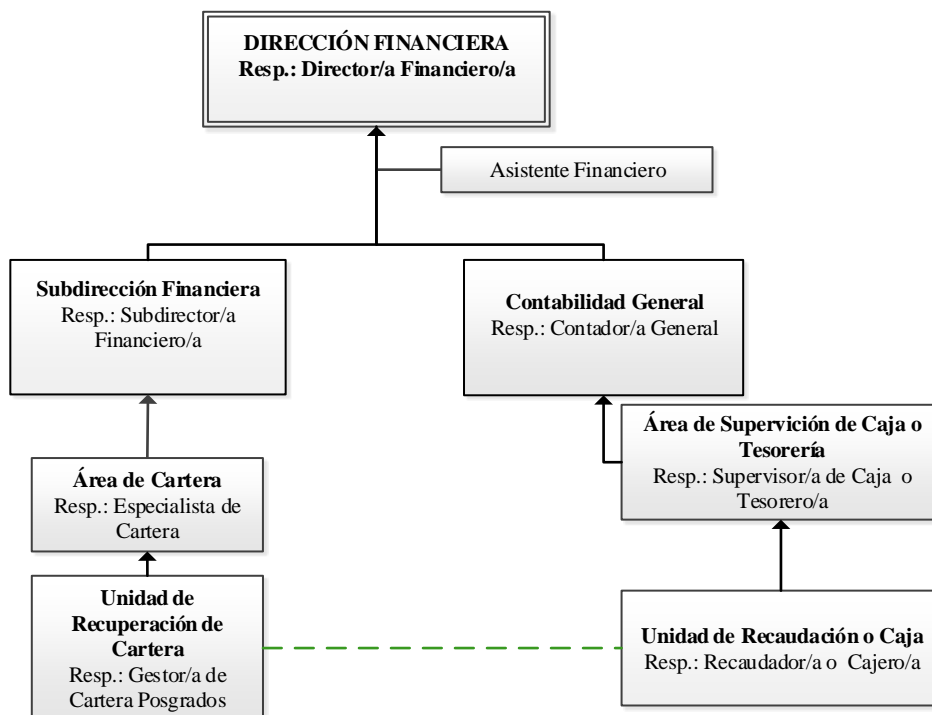 DIRECCIÓN FINANCIERA
Resp.: Director/a Financiero/a
Asistente Financiero
Subdirección Financiera
Resp.: Subdirector/a
Financiero/a
Contabilidad General
Resp.: Contador/a General
Área de Cartera
Resp.: Especialista de
Cartera
Área de Supervición de Caja o
Tesorería
Resp.: Supervisor/a de Caja o
Tesorero/a
Unidad de
Recuperación de
Cartera
Resp.: Gestor/a de
Cartera Posgrados
Unidad de Recaudación o Caja
Resp.: Recaudador/a o Cajero/a